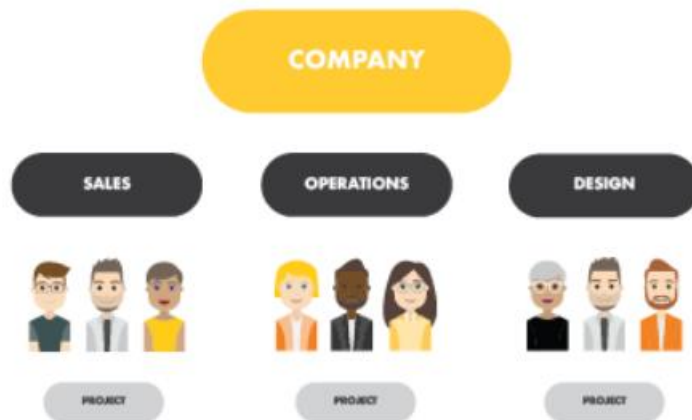 COMPANY
SALES
OPERATIONS
DESIGN
PROJECT
PROJECT
PROJECT